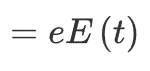 = eE (t)